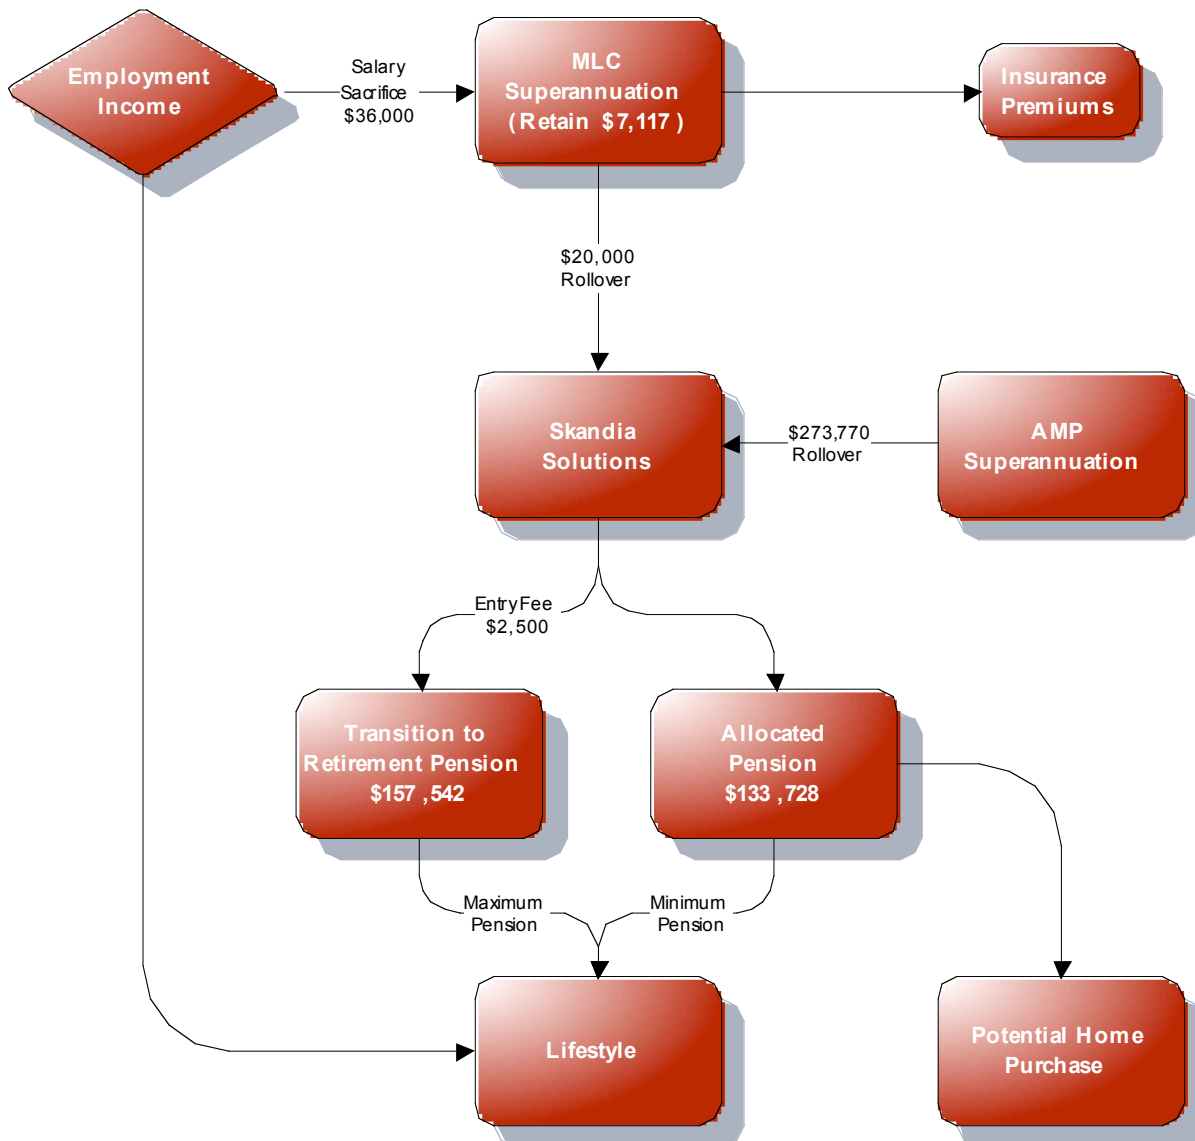 Employment
Income
Salary
Sacrifice
$36,000
MLC
Superannuation
(Retain $7,117)
Insurance
Premiums
$20,000
Rollover
Skandia
Solutions
$273,770
Rollover
AMP
Superannuation
Entry Fee
$2,500
Transition to
Retirement Pension
$157,542
Allocated
Pension
$133,728
Maximum
Pension
Minimum
Pension
Lifestyle
Potential Home
Purchase